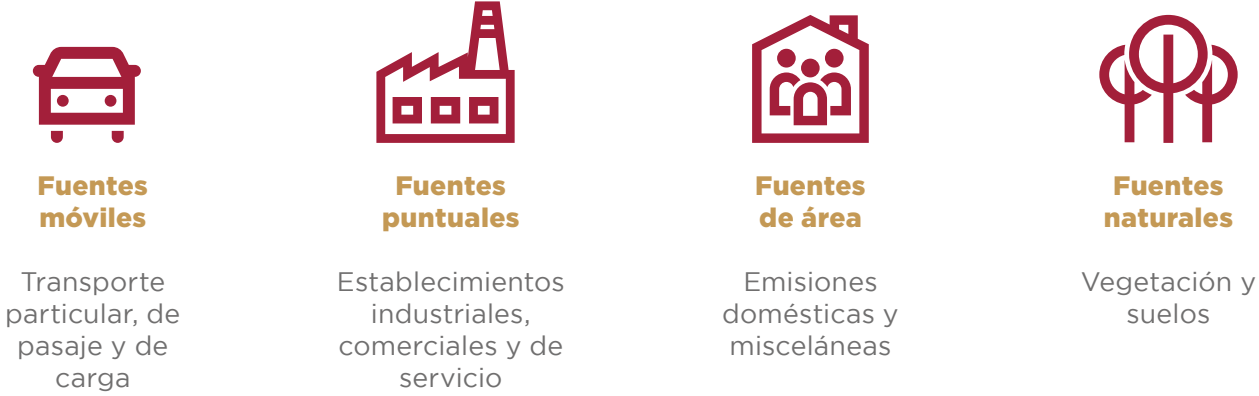 Fuentes
móviles
Transporte
particular, de
pasaje y de
carga
Fuentes
puntuales
Establecimientos
industriales,
comerciales y de
servicio
Fuentes
de área
Emisiones
domésticas y
misceláneas
Fuentes
naturales
Vegetación y
suelos